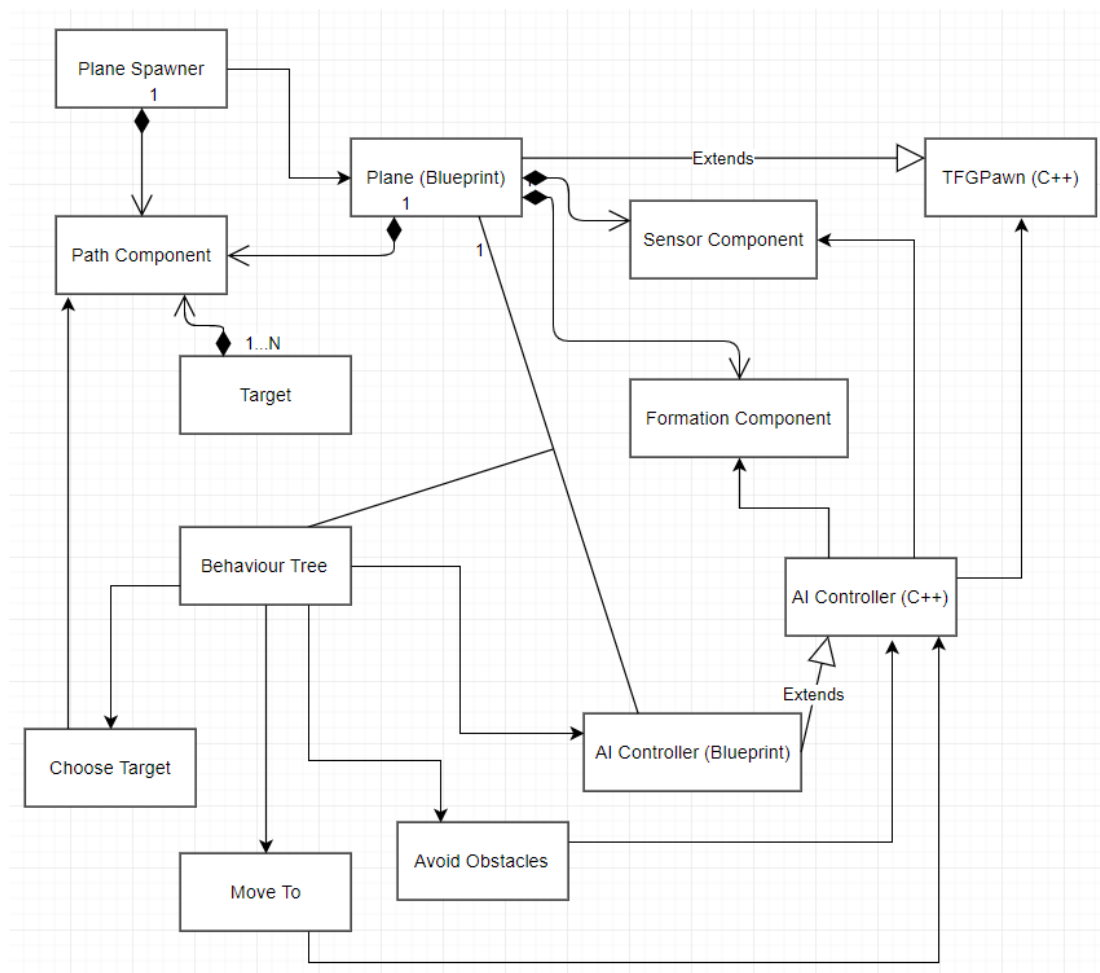 Plane Spawner
1
Plane (Blueprint)
1
Extends
TFGPawn (C++)
Sensor Component
Path Component
1
1...N
Target
Formation Component
Behaviour Tree
AI Controller (C++)
Extends
AI Controller (Blueprint)
Choose Target
Avoid Obstacles
Move To